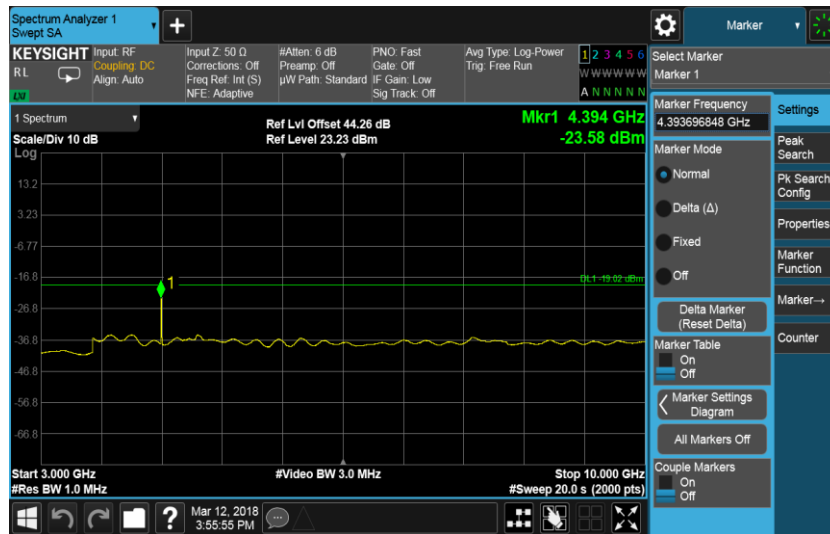 Spectrum Analyzer 1
Swept SA
+
Marker
KEYSIGHT
RL
Input: RF
Coupling: DC
Align: Auto
Input Z: 50 Ω
Corrections: Off
Freq Ref: Int (S)
NFE: Adaptive
#Atten: 6 dB
Preamp: Off
µW Path: Standard
PNO: Fast
Gate: Off
IF Gain: Low
Sig Track: Off
Avg Type: Log-Power
Trig: Free Run
1 2 3 4 5 6
W W W W W W
A N N N N N
Select Marker
Marker 1
1 Spectrum
Scale/Div 10 dB
Log
Ref Lvl Offset 44.26 dB
Ref Level 23.23 dBm
Mkr1 4.394 GHz
-23.58 dBm
13.2
3.23
-6.77
-16.8
-26.8
-36.8
-46.8
-56.8
-66.8
1
DL1 -19.02 dBm
Start 3.000 GHz
#Res BW 1.0 MHz
#Video BW 3.0 MHz
Stop 10.000 GHz
#Sweep 20.0 s (2000 pts)
Marker Frequency
4.393696848 GHz
Marker Mode
Normal
Delta (Δ)
Fixed
Off
Delta Marker
(Reset Delta)
Marker Table
On
Off
Marker Settings
Diagram
All Markers Off
Couple Markers
On
Off
Settings
Peak
Search
Pk Search
Config
Properties
Marker
Function
Marker→
Counter
?
Mar 12, 2018
3:55:55 PM